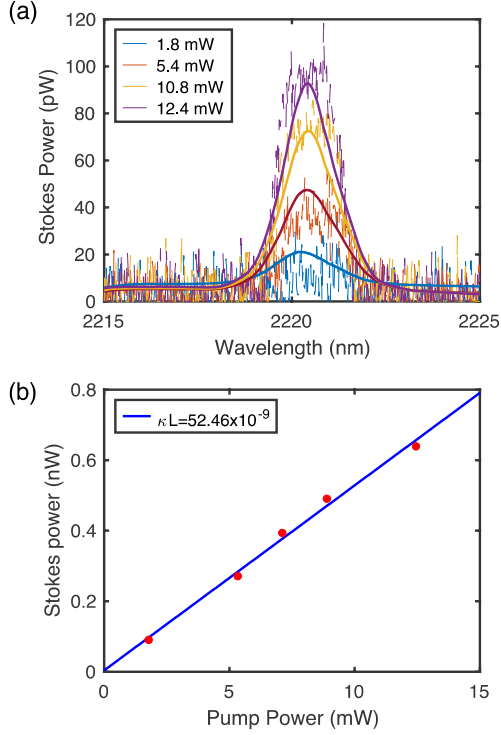 (a)
120
100
80
60
40
20
0
Stokes Power (pW)
1.8 mW
5.4 mW
10.8 mW
12.4 mW
2215
2220
2225
Wavelength (nm)
(b)
0.8
0.6
0.4
0.2
0
Stokes power (nW)
κL=52.46x10⁻⁹
0
5
10
15
Pump Power (mW)